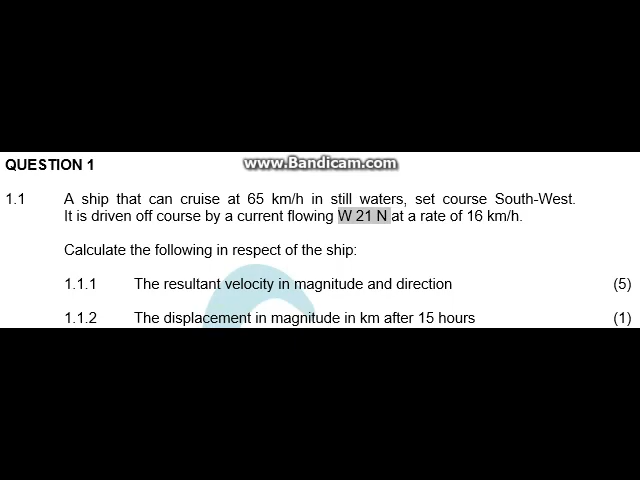 www.Bandicam.com
QUESTION 1
1.1 A ship that can cruise at 65 km/h in still waters, set course South-West.
It is driven off course by a current flowing W 21 N at a rate of 16 km/h.
Calculate the following in respect of the ship:
1.1.1 The resultant velocity in magnitude and direction (5)
1.1.2 The displacement in magnitude in km after 15 hours (1)